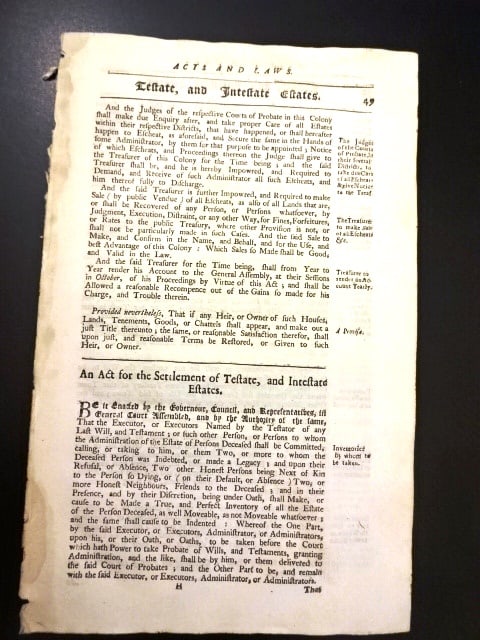 ACTS AND LAWS.
Testate, and Intestate Estates. 49
And the Judges of the respective Courts of Probate in this Colony
shall make due Enquiry after, and take proper Care of all Estates
within their respective Districts, that have happened, or shall hereafter
happen to Escheat, as aforesaid, and Secure the same in the Hands of
some Administrator, by them for that purpose to be appointed ; Notice
of which Escheats, and Proceedings thereon the Judge shall give to
the Treasurer of this Colony for the Time being ; and the said
Treasurer shall be, and is hereby Impowred, and Required to
Demand, and Receive of such Administrator all such Escheats, and
him thereof fully to Discharge.
The Judges
of the Courts
of Probate, in
their several
Districts, to
take due Care
of all Escheats
& give Notice
to the Treas.
And the said Treasurer is further Impowred, and Required to make
Sale ( by Public Vendue ) of all Escheats, as also of all Lands that are,
or shall be Recovered of any Person, or Persons whatsoever, by
Judgment, Execution, Distraint, or any other Way, for Fines, Forfeitures,
or Rates to the public Treasury, where other Provision is not, or
shall not be particularly made in such Cases. And the said Sale to
Make, and Confirm in the Name, and Behalf, and for the Use, and
best Advantage of this Colony : Which Sales so Made shall be Good,
and Valid in the Law.
The Treasurer
to make sale
of all Escheats
&c.
And the said Treasurer for the Time being, shall from Year to
Year render his Account to the General Assembly, at their Sessions
in October, of his Proceedings by Virtue of this Act ; and shall be
Allowed a reasonable Recompence out of the Gains so made for his
Charge, and Trouble therein.
Treasurer to
render an Ac-
count Yearly.
Provided nevertheless, That if any Heir, or Owner of such Houses,
Lands, Tenements, Goods, or Chattels shall appear, and make out a
just Title thereunto ; the same, or reasonable Satisfaction therefor, shall
upon just, and reasonable Terms be Restored, or Given to such
Heir, or Owner.
A Proviso.
An Act for the Settlement of Testate, and Intestate
Estates.
BE it Enacted by the Governour, Council, and Representatives, in
General Court Assembled, and by the Authority of the same,
That the Executor, or Executors Named by the Testator of any
Last Will, and Testament ; or such other Person, or Persons to whom
the Administration of the Estate of Persons Deceased shall be Committed,
calling, or taking to him, or them Two, or more to whom the
Deceased Person was Indebted, or made a Legacy ; and upon their
Refusal, or Absence, Two other Honest Persons being Next of Kin
to the Person so Dying, or ( on their Default, or Absence ) Two, or
more Honest Neighbours, Friends to the Deceased ; and in their
Presence, and by their Discretion, being under Oath, shall Make, or
cause to be Made a True, and Perfect Inventory of all the Estate
of the Person Deceased, as well Moveable, as not Moveable whatsoever ;
and the same shall cause to be Indented : Whereof the One Part,
by the said Executor, or Executors, Administrator, or Administrators,
upon his, or their Oath, or Oaths, to be taken before the Court
which hath Power to take Probate of Wills, and Testaments, granting
Administration, and the like, shall be by him, or them delivered to
the said Court of Probates ; and the Other Part to be, and remain
with the said Executor, or Executors, Administrator, or Administrators.
Inventories
by whom to
be taken.
H
That